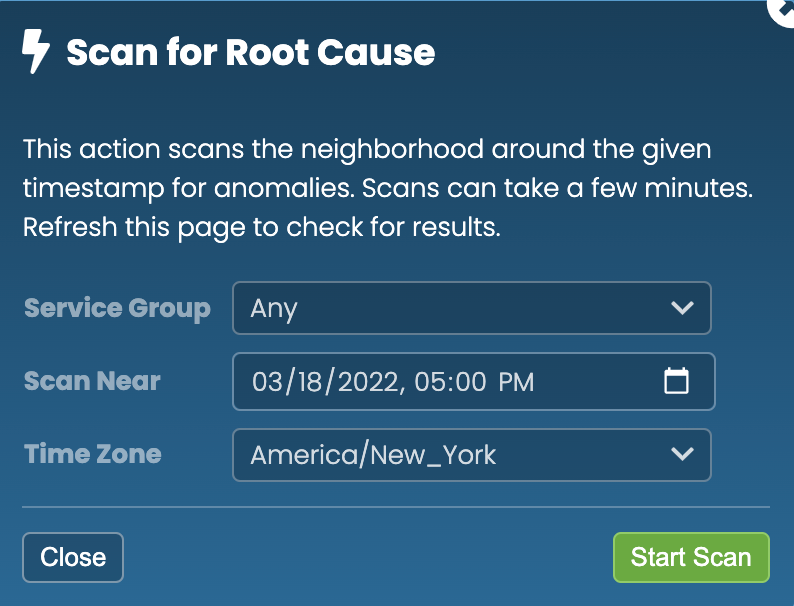 Scan for Root Cause
This action scans the neighborhood around the given
timestamp for anomalies. Scans can take a few minutes.
Refresh this page to check for results.
Service Group Any
Scan Near 03/18/2022, 05:00 PM
Time Zone America/New_York
Close Start Scan